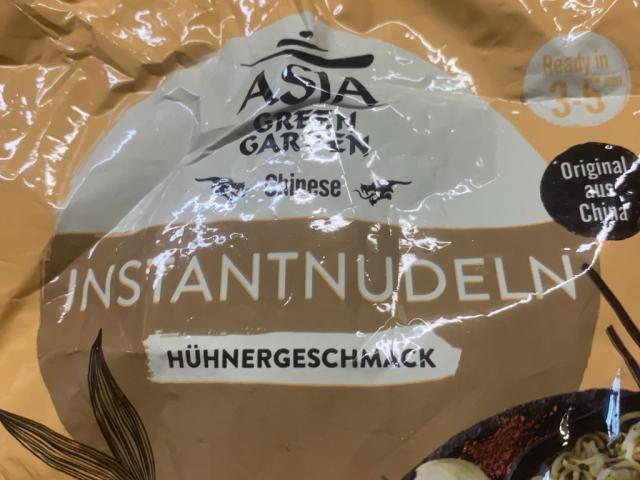 ASIA
GREEN
GARDEN
Chinese
Ready in
3-5
Original
aus
China
INSTANTNUDELN
HÜHNERGESCHMACK